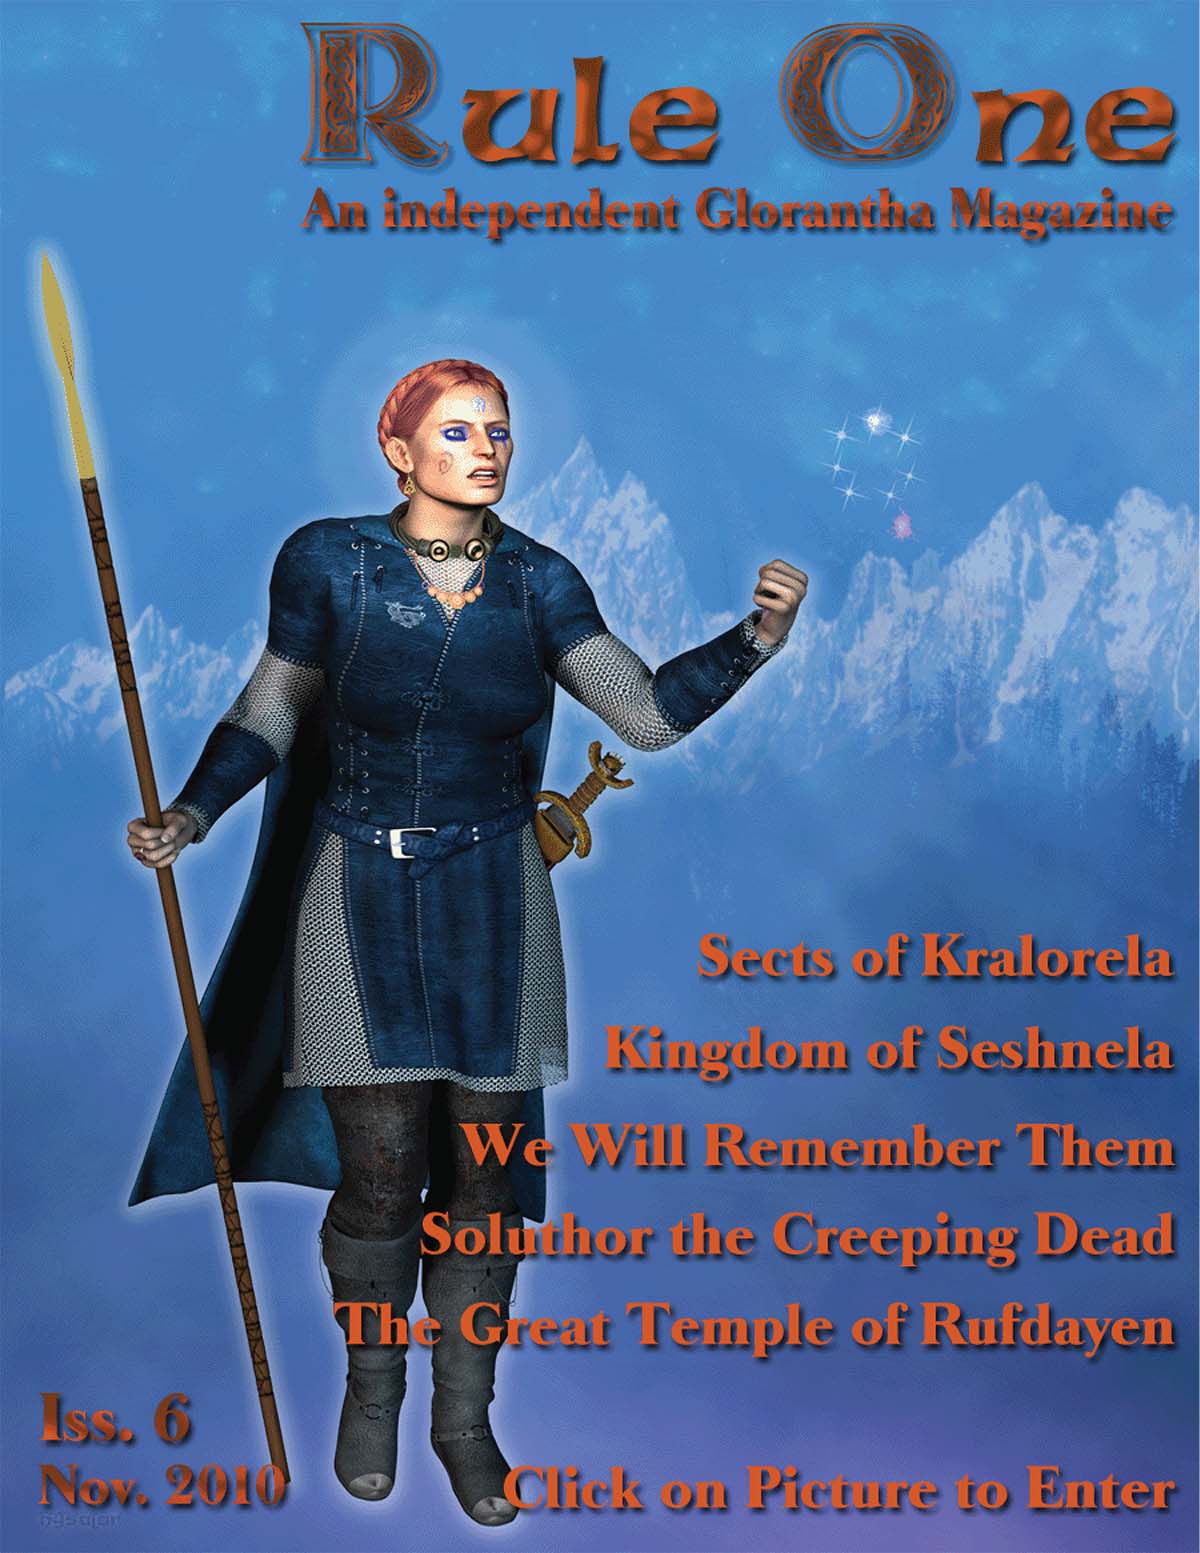 Rule One
An independent Glorantha Magazine
Sects of Kralorela
Kingdom of Seshnela
We Will Remember Them
Soluthor the Creeping Dead
The Great Temple of Rufdayen
Iss. 6
Nov. 2010
Click on Picture to Enter